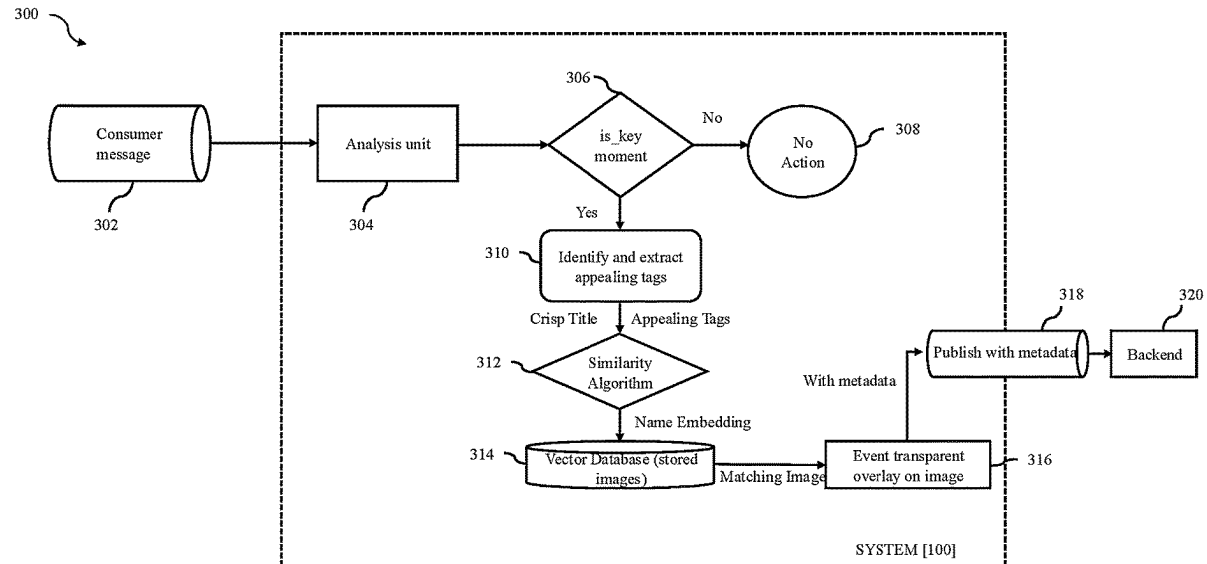 300
306
No
308
Consumer
message
Analysis unit
is_key
moment
No
Action
302
304
Yes
310
Identify and extract
appealing tags
318
320
Crisp Title
Appealing Tags
312
Similarity
Algorithm
Publish with metadata
Backend
With metadata
Name Embedding
314
Vector Database (stored
images)
Matching Image
Event transparent
overlay on image
316
SYSTEM [100]